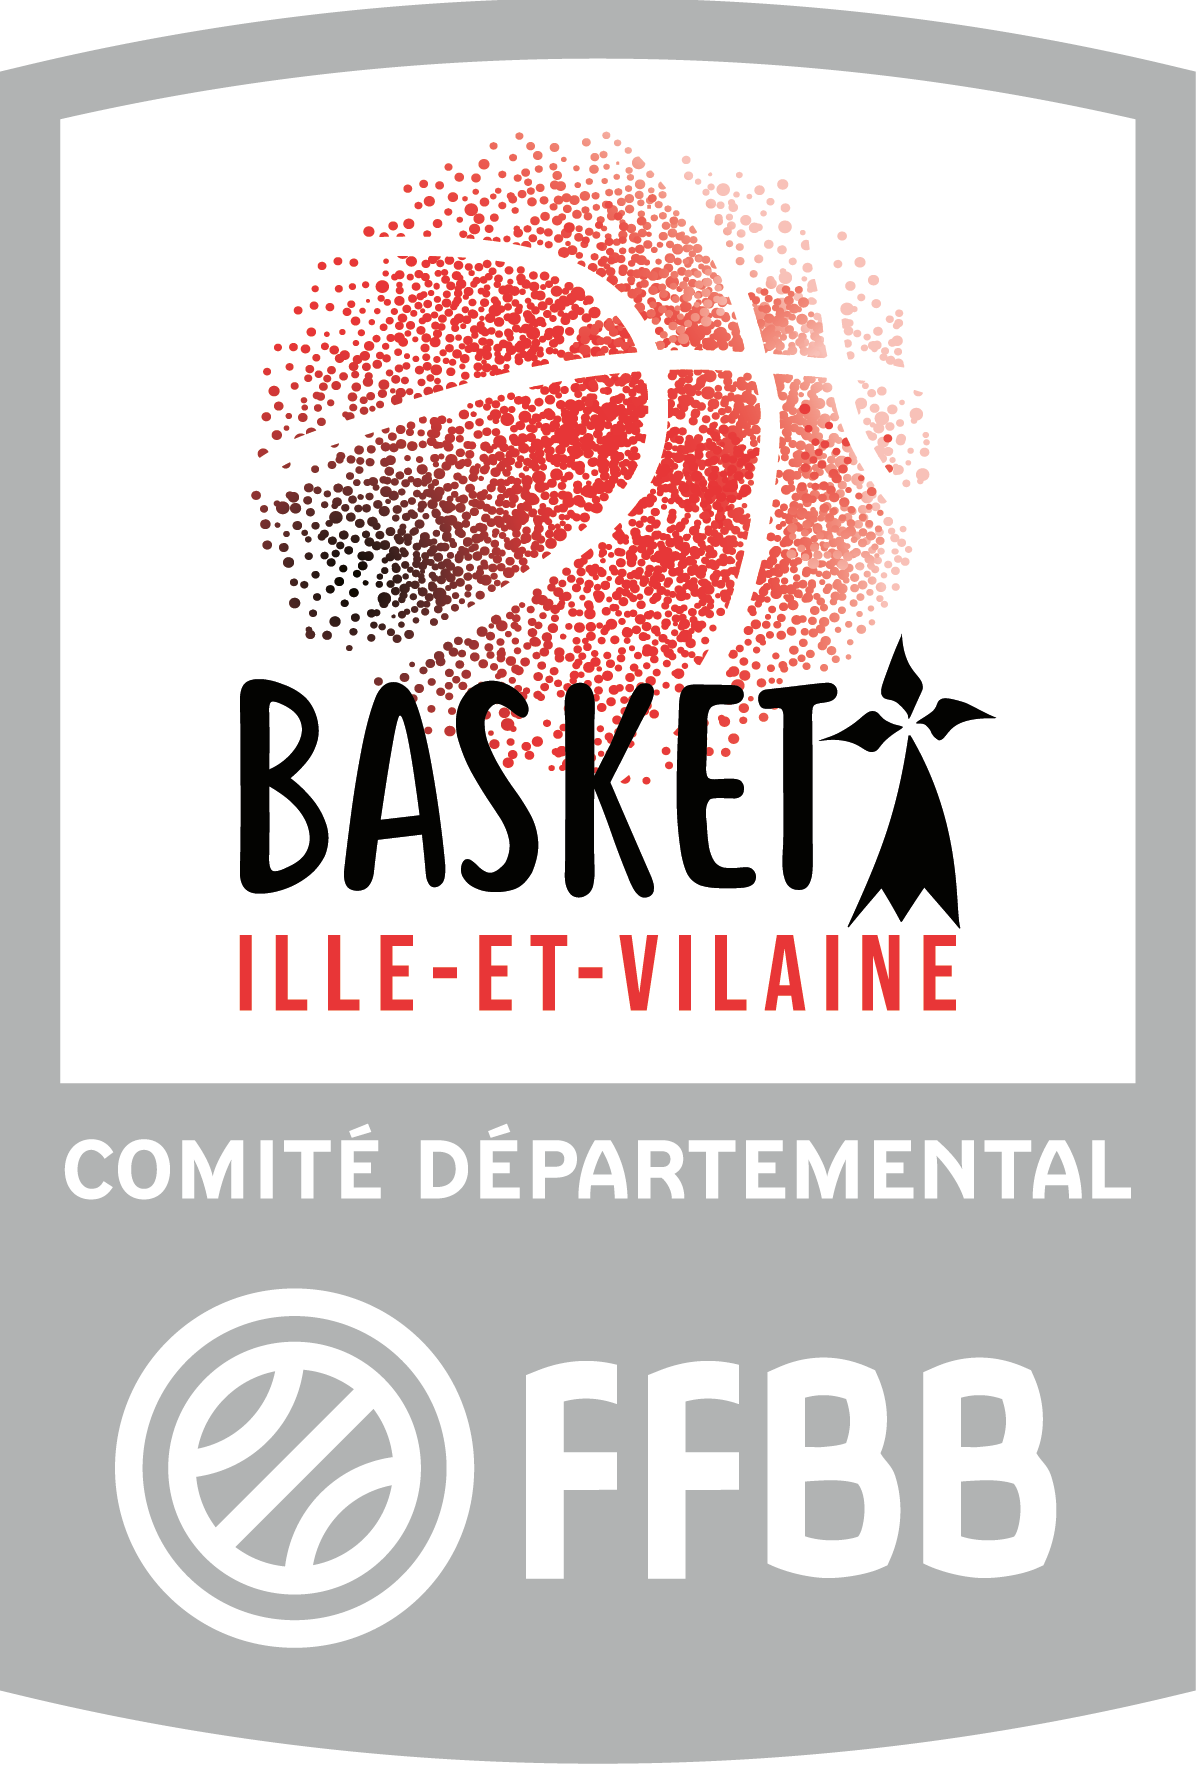 BASKET
ILLE-ET-VILAINE
COMITÉ DÉPARTEMENTAL
FFBB